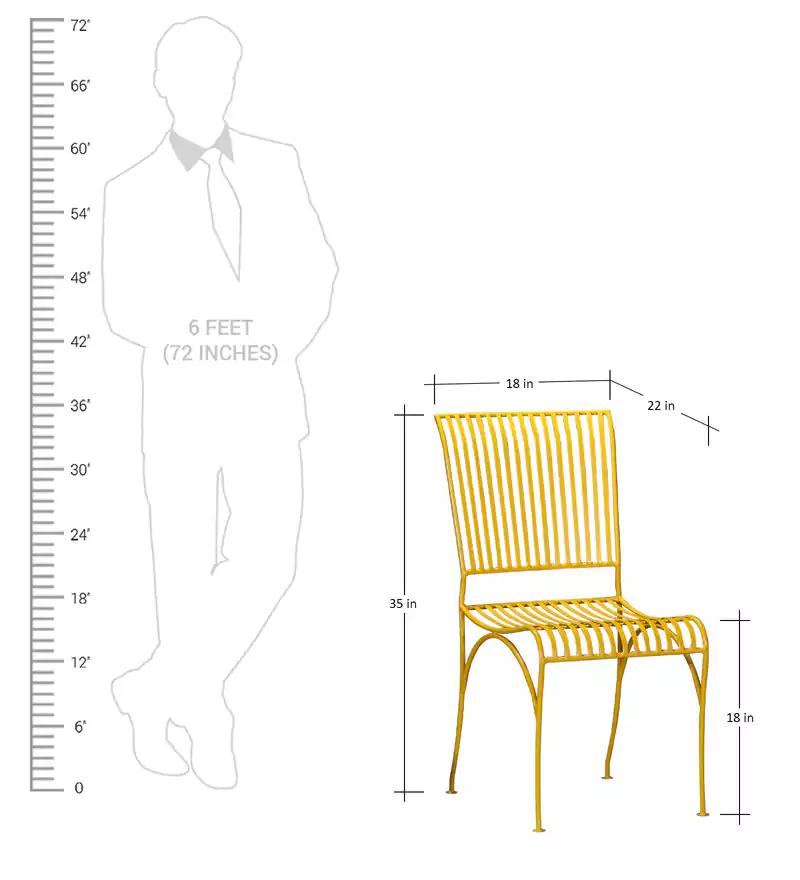 72"
66"
60"
54"
48"
6 FEET
(72 INCHES)
42"
36"
30"
24"
18"
12"
6"
0
18 in
22 in
35 in
18 in